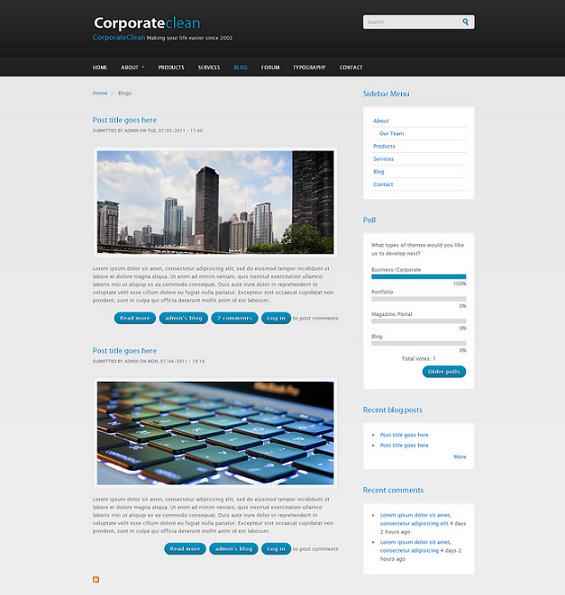 Corporateclean
CorporateClean Making your life easier since 2002
Search
HOME ABOUT PRODUCTS SERVICES BLOG FORUM TYPOGRAPHY CONTACT
Home / Blogs
Post title goes here
SUBMITTED BY ADMIN ON TUE, 07/05/2011 - 17:40
Lorem ipsum dolor sit amet, consectetur adipisicing elit, sed do eiusmod tempor incididunt ut
labore et dolore magna aliqua. Ut enim ad minim veniam, quis nostrud exercitation ullamco
laboris nisi ut aliquip ex ea commodo consequat. Duis aute irure dolor in reprehenderit in
voluptate velit esse cillum dolore eu fugiat nulla pariatur. Excepteur sint occaecat cupidatat non
proident, sunt in culpa qui officia deserunt mollit anim id est laborum.
Read more admin's blog 2 comments Log in to post comments
Post title goes here
SUBMITTED BY ADMIN ON MON, 07/04/2011 -
Lorem ipsum dolor sit amet, consectetur adipisicing elit, sed do eiusmod tempor incididunt ut
labore et dolore magna aliqua. Ut enim ad minim veniam, quis nostrud exercitation ullamco
laboris nisi ut aliquip ex ea commodo consequat. Duis aute irure dolor in reprehenderit in
voluptate velit esse cillum dolore eu fugiat nulla pariatur. Excepteur sint occaecat cupidatat non
proident, sunt in culpa qui officia deserunt mollit anim id est laborum.
Read more admin's blog Log in to post comments
Sidebar Menu
About
Our Team
Products
Services
Blog
Contact
Poll
What types of themes would you like
us to develop next?
Business/Corporate
100%
Portfolio
0%
Magazine/Portal
0%
Blog
0%
Total votes: 1
Older polls
Recent blog posts
Post title goes here
Post title goes here
More
Recent comments
Lorem ipsum dolor sit amet,
consectetur adipisicing elit 4 days
2 hours ago
Lorem ipsum dolor sit amet,
consectetur adipisicing 4 days 2
hours ago